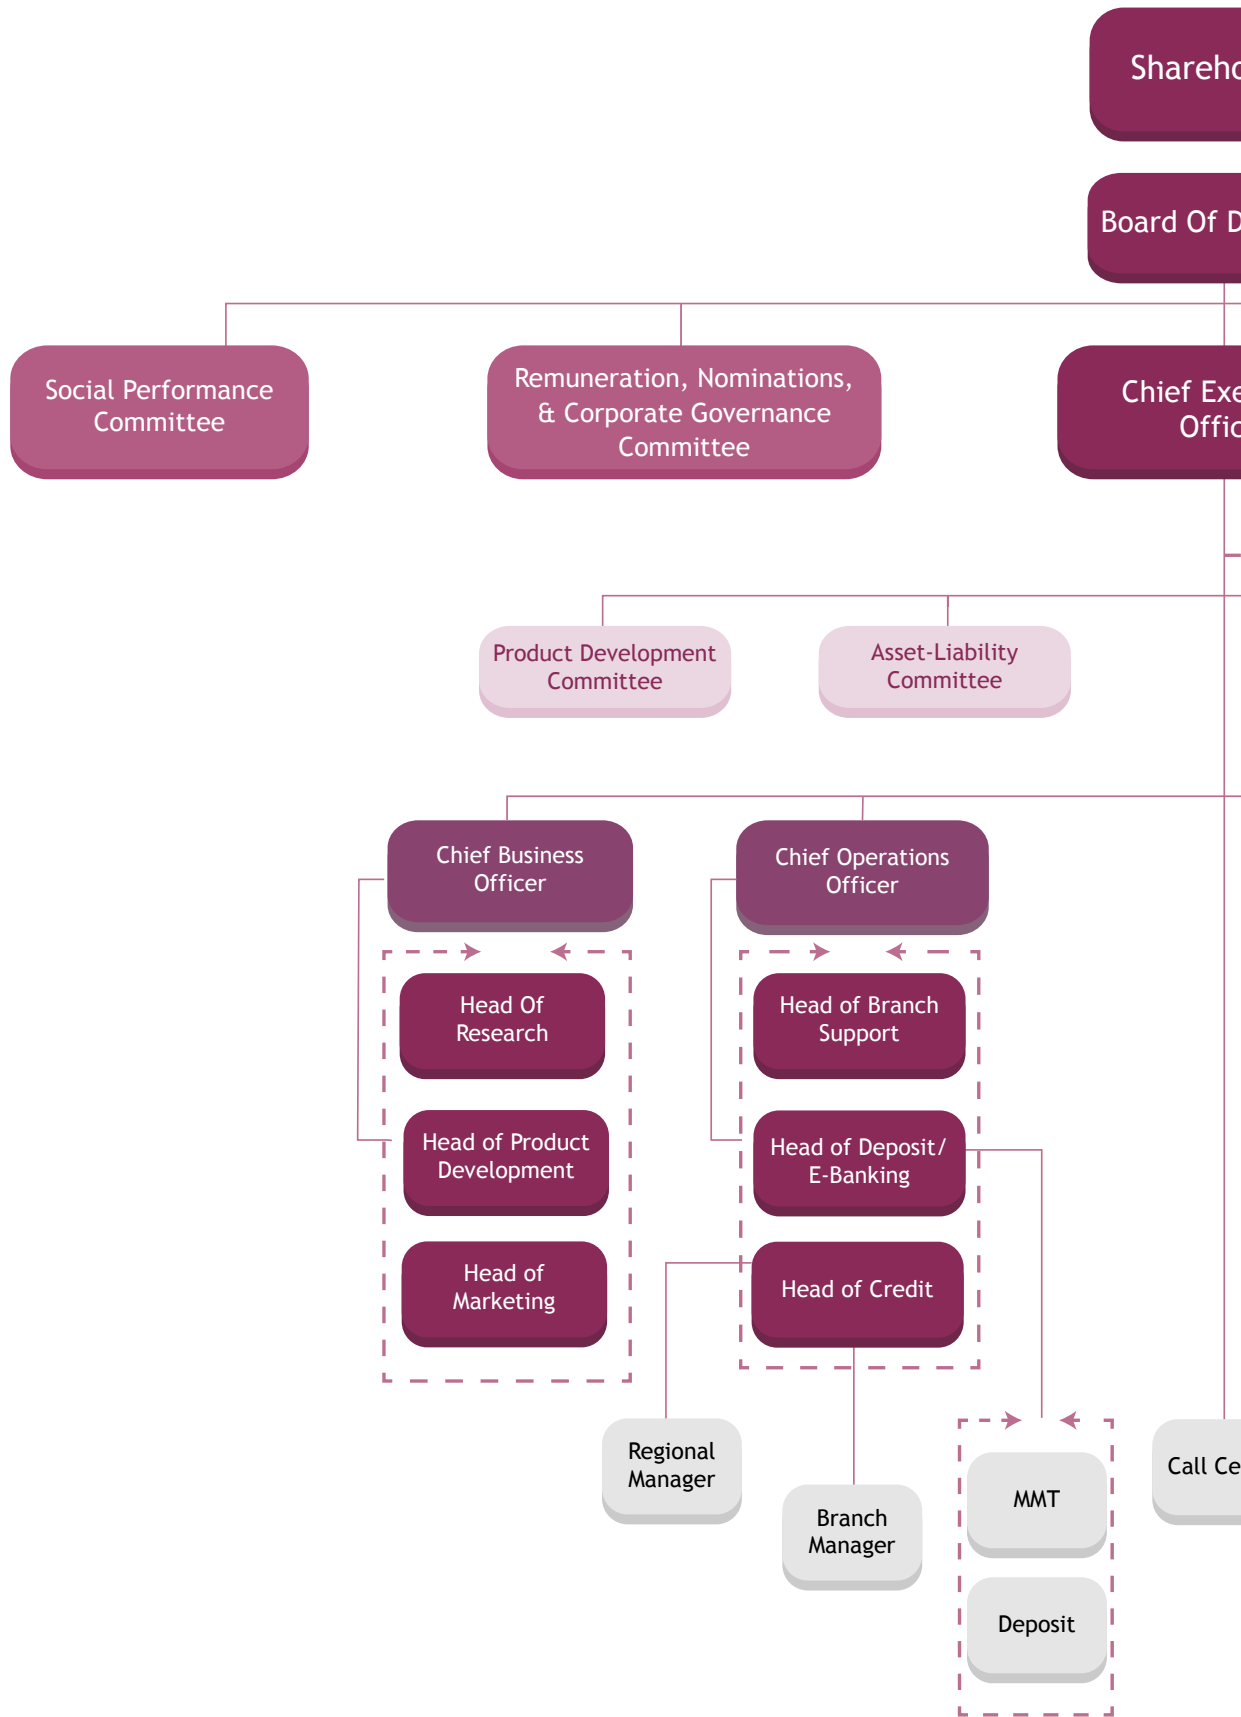 Shareho
Board Of D
Social Performance
Committee
Remuneration, Nominations,
& Corporate Governance
Committee
Chief Exe
Offic
Product Development
Committee
Asset-Liability
Committee
Chief Business
Officer
Chief Operations
Officer
Head Of
Research
Head of Branch
Support
Head of Product
Development
Head of Deposit/
E-Banking
Head of
Marketing
Head of Credit
Regional
Manager
Branch
Manager
MMT
Call Ce
Deposit